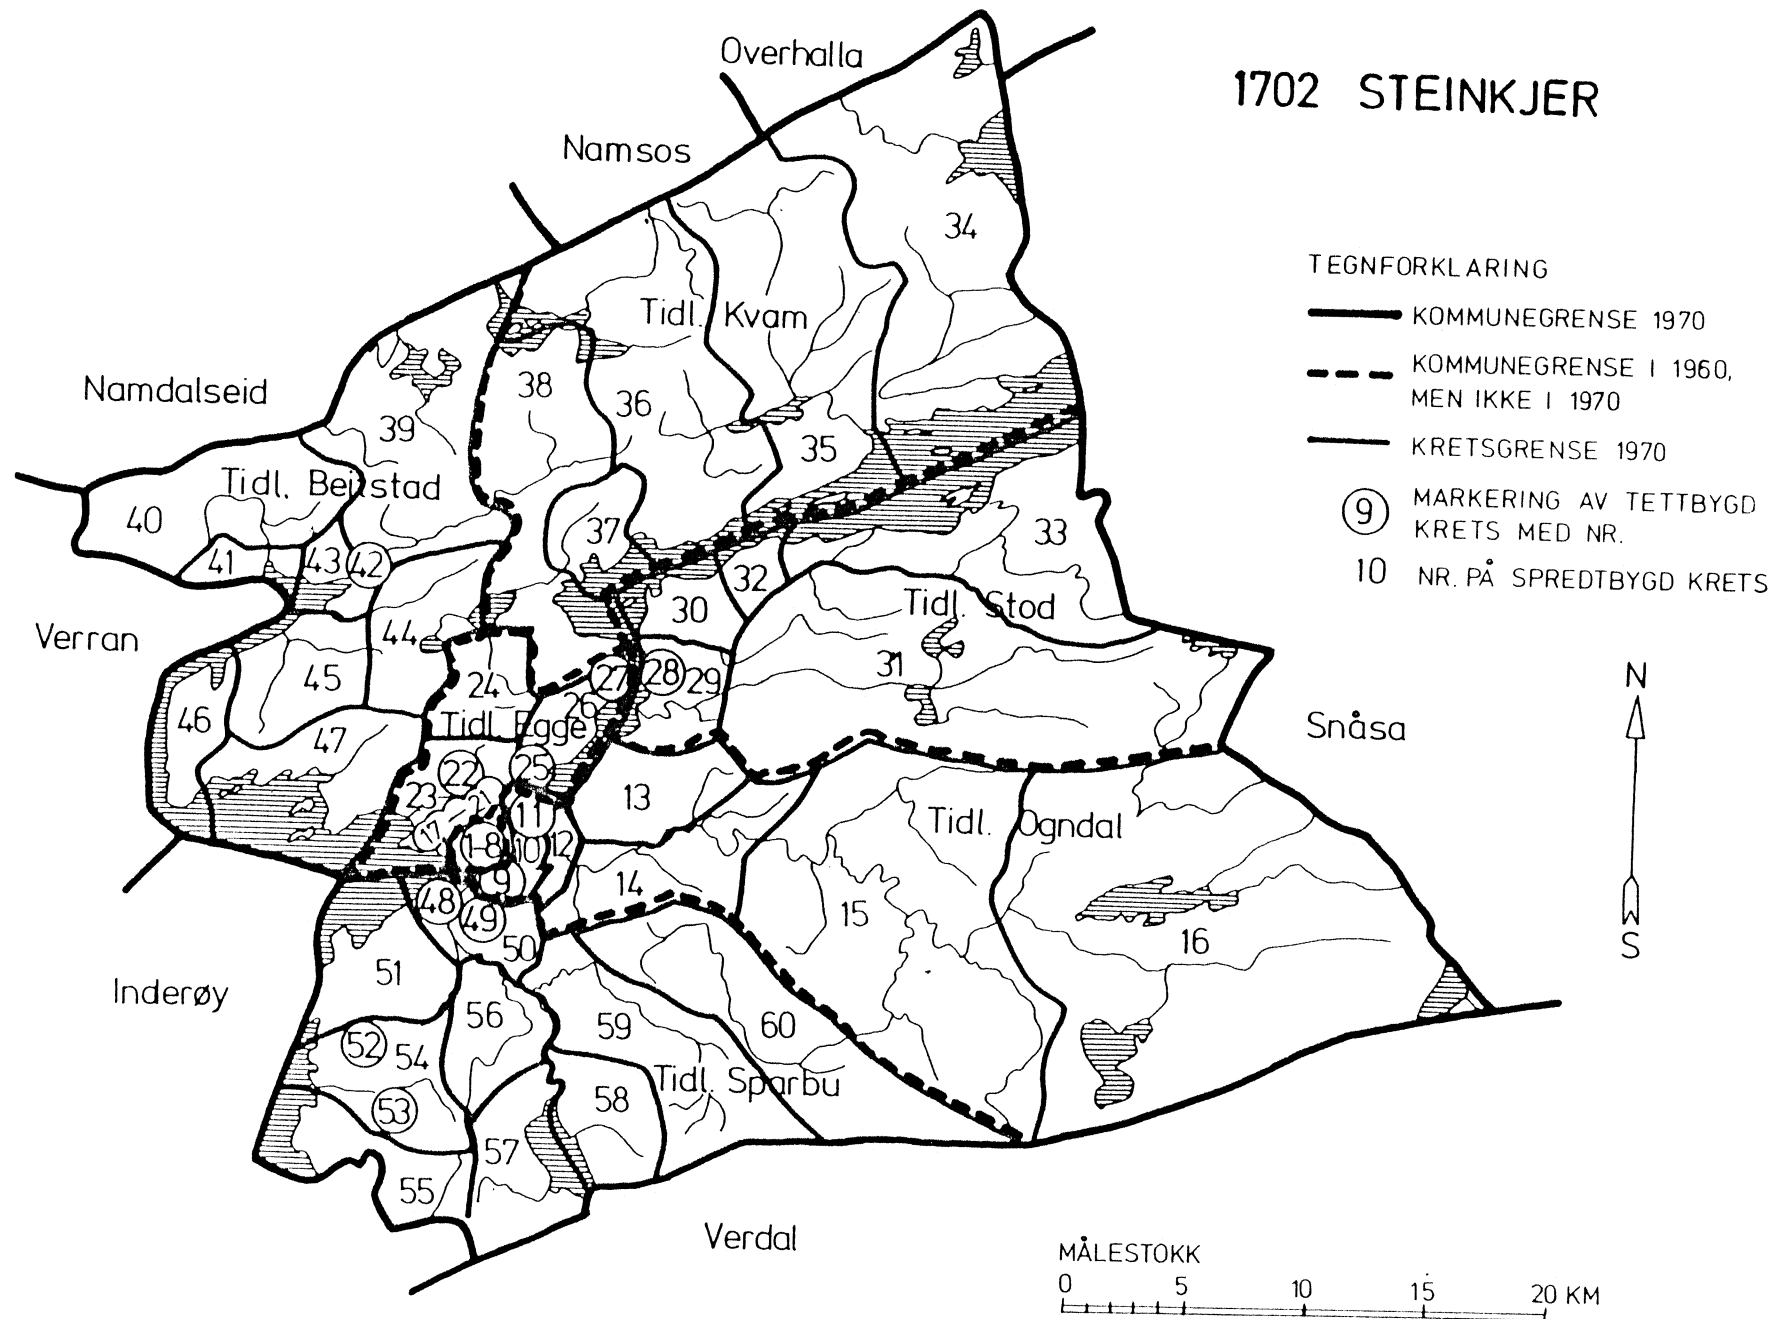 1702 STEINKJER
Overhalla
Namsos
34
TEGNFORKLARING
Tidl. Kvam
KOMMUNEGRENSE 1970
KOMMUNEGRENSE I 1960,
MEN IKKE I 1970
KRETSGRENSE 1970
9 MARKERING AV TETTBYGD
KRETS MED NR.
10 NR. PÅ SPREDTBYGD KRETS
Namdalseid
38
36
39
35
Tidl. Beitstad
40
37
33
41
43
42
32
30
Tidl. Stod
Verran
44
31
28
29
27
45
24
26
N
46
Tidl. Egge
Snåsa
47
22
25
23
13
21
11
Tidl. Ogndal
17
1-8
10
12
9
14
48
49
15
50
16
S
51
Inderøy
56
59
60
52
54
Tidl. Sparbu
53
58
57
55
Verdal
MÅLESTOKK
0 5 10 15 20 KM